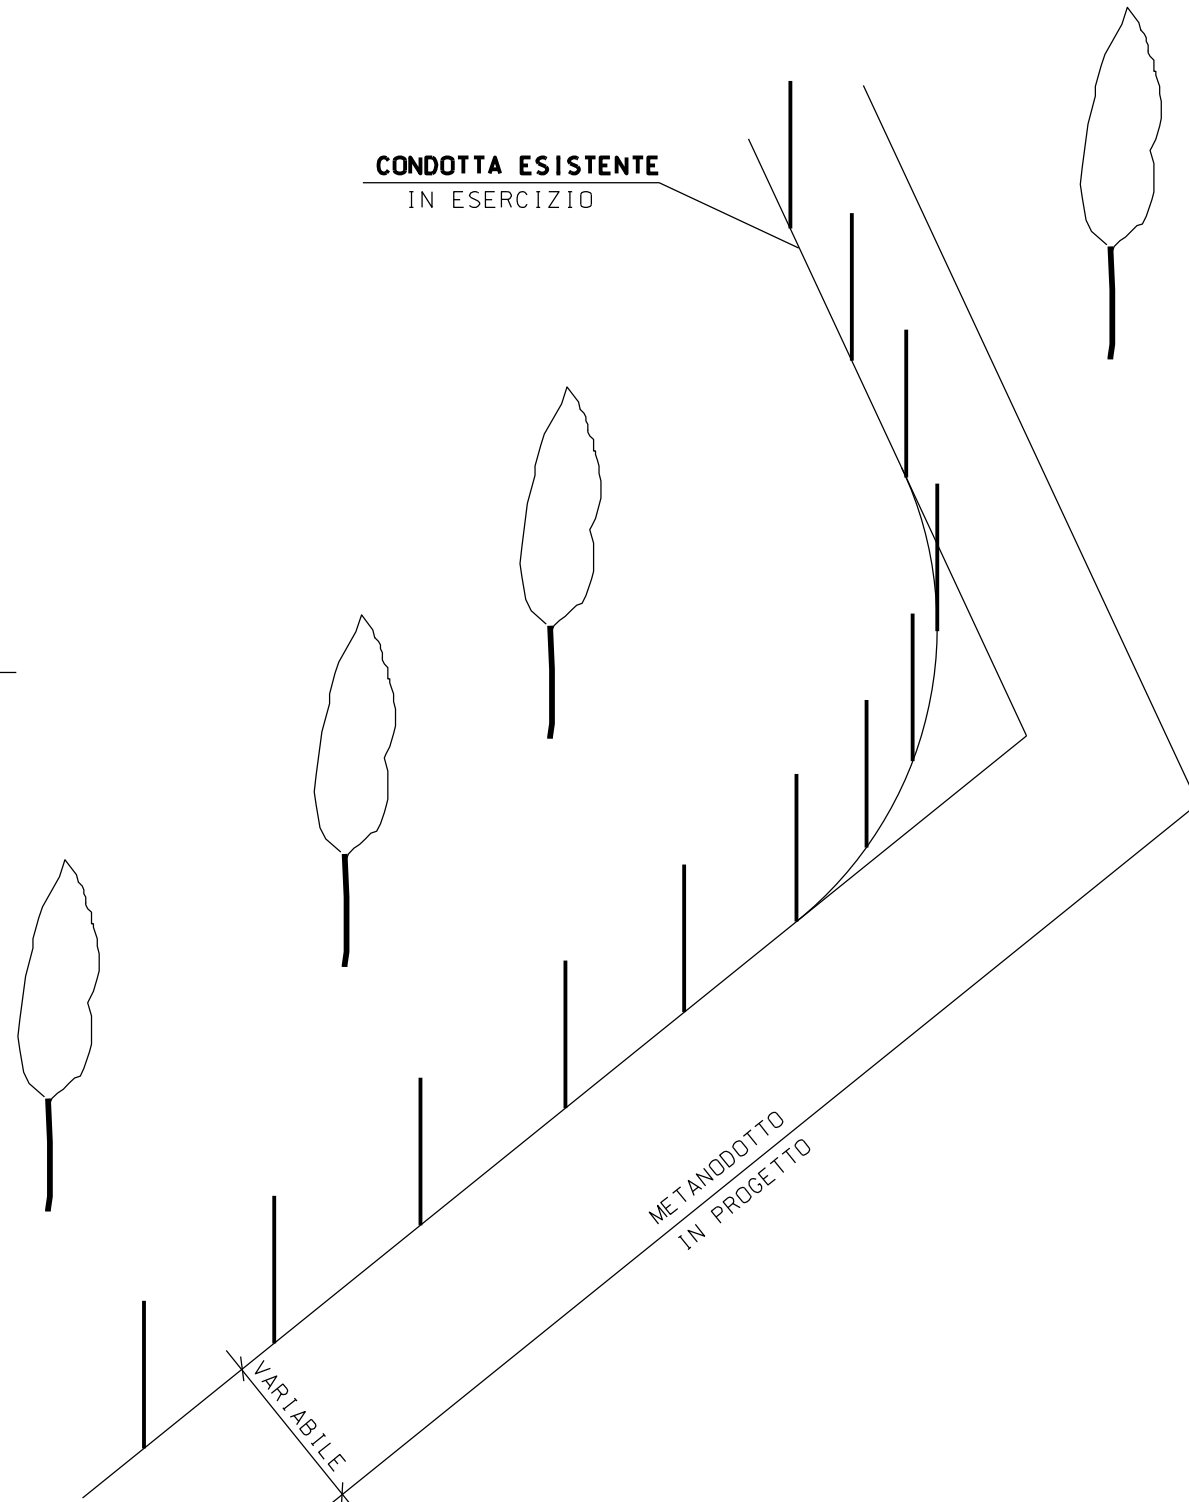 CONDOTTA ESISTENTE
IN ESERCIZIO
METANODOTTO
IN PROGETTO
VARIABILE